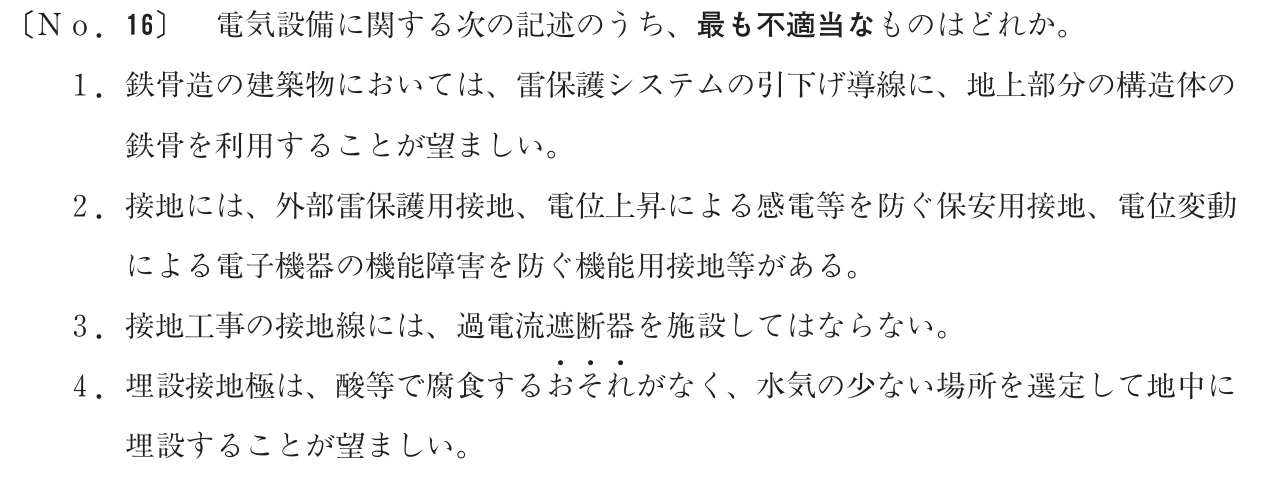 〔Ｎｏ．16〕　電気設備に関する次の記述のうち、最も不適当なものはどれか。
１．鉄骨造の建築物においては、雷保護システムの引下げ導線に、地上部分の構造体の
鉄骨を利用することが望ましい。
２．接地には、外部雷保護用接地、電位上昇による感電等を防ぐ保安用接地、電位変動
による電子機器の機能障害を防ぐ機能用接地等がある。
３．接地工事の接地線には、過電流遮断器を施設してはならない。
４．埋設接地極は、酸等で腐食するおそれがなく、水気の少ない場所を選定して地中に
埋設することが望ましい。